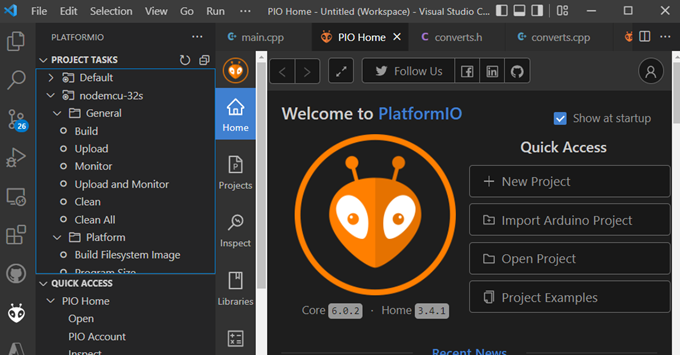 File Edit Selection View Go Run ··· PIO Home - Untitled (Workspace) - Visual Studio C...
PLATFORMIO ···
main.cpp PIO Home converts.h converts.cpp ···
PROJECT TASKS
Default
nodemcu-32s
General
Build
Upload
Monitor
Upload and Monitor
Clean
Clean All
Platform
Build Filesystem Image
Program Size
26
QUICK ACCESS
PIO Home
Open
PIO Account
Inspect
Home
Projects
Inspect
Libraries
Follow Us
Welcome to PlatformIO
Show at startup
Quick Access
New Project
Import Arduino Project
Open Project
Project Examples
Core 6.0.2 · Home 3.4.1
Recent News